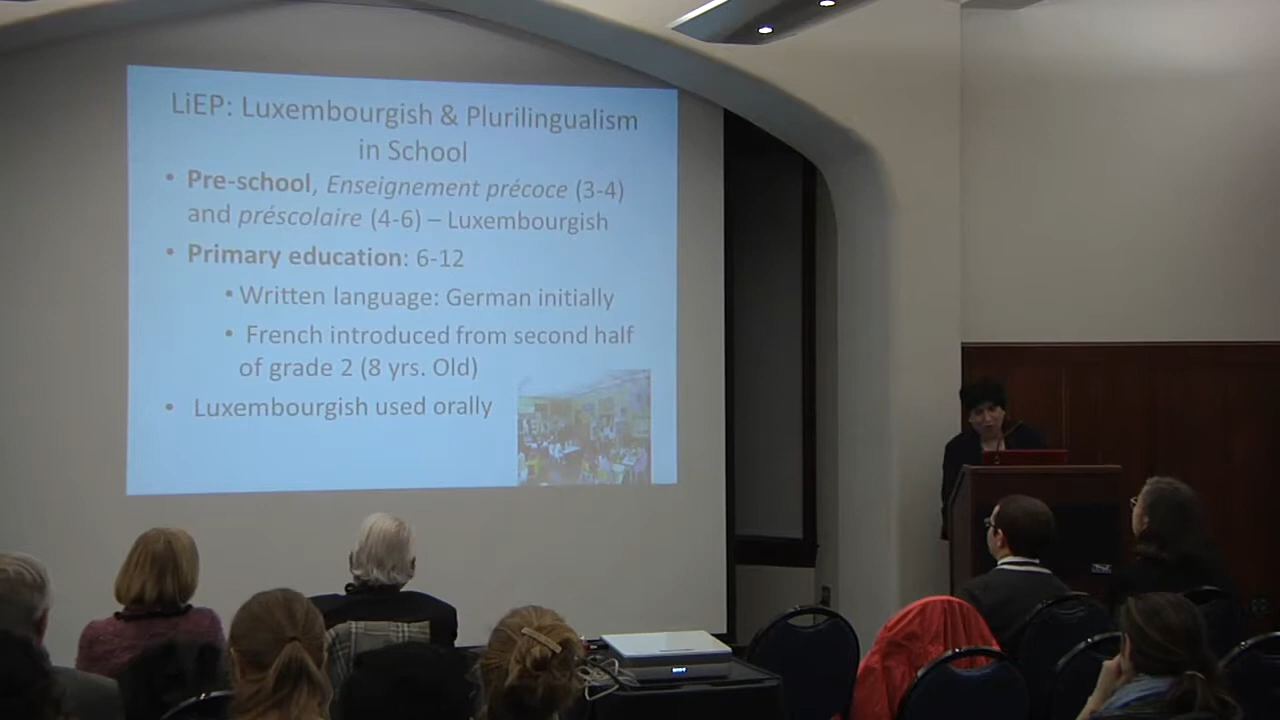 LiEP: Luxembourgish & Plurilingualism
in School
• Pre-school, Enseignement précoce (3-4)
and préscolaire (4-6) – Luxembourgish
• Primary education: 6-12
• Written language: German initially
• French introduced from second half
of grade 2 (8 yrs. Old)
• Luxembourgish used orally